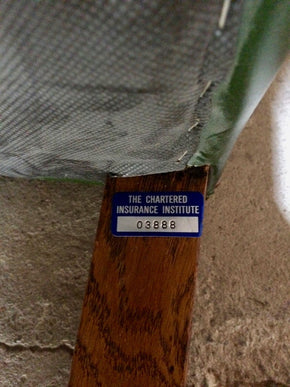 THE CHARTERED
INSURANCE INSTITUTE
03888